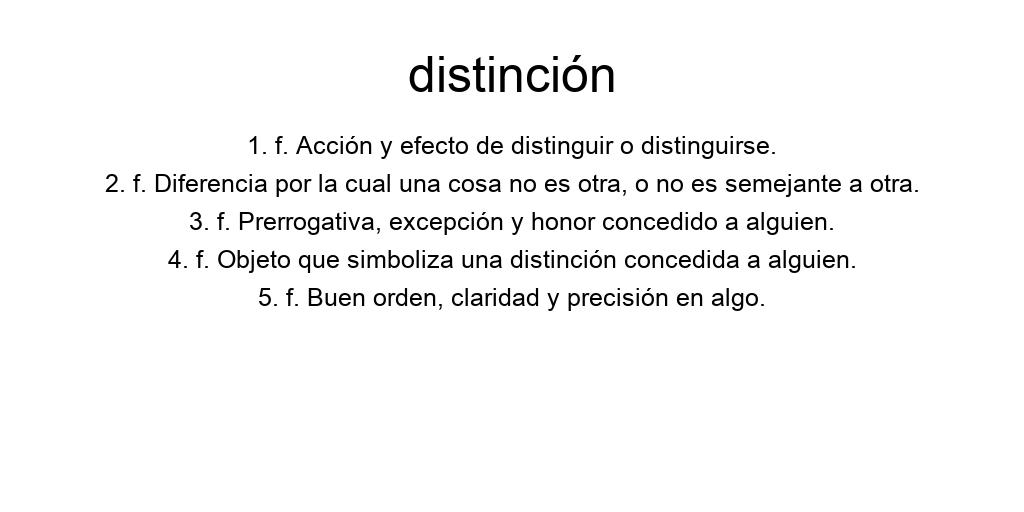 distinción
1. f. Acción y efecto de distinguir o distinguirse.
2. f. Diferencia por la cual una cosa no es otra, o no es semejante a otra.
3. f. Prerrogativa, excepción y honor concedido a alguien.
4. f. Objeto que simboliza una distinción concedida a alguien.
5. f. Buen orden, claridad y precisión en algo.